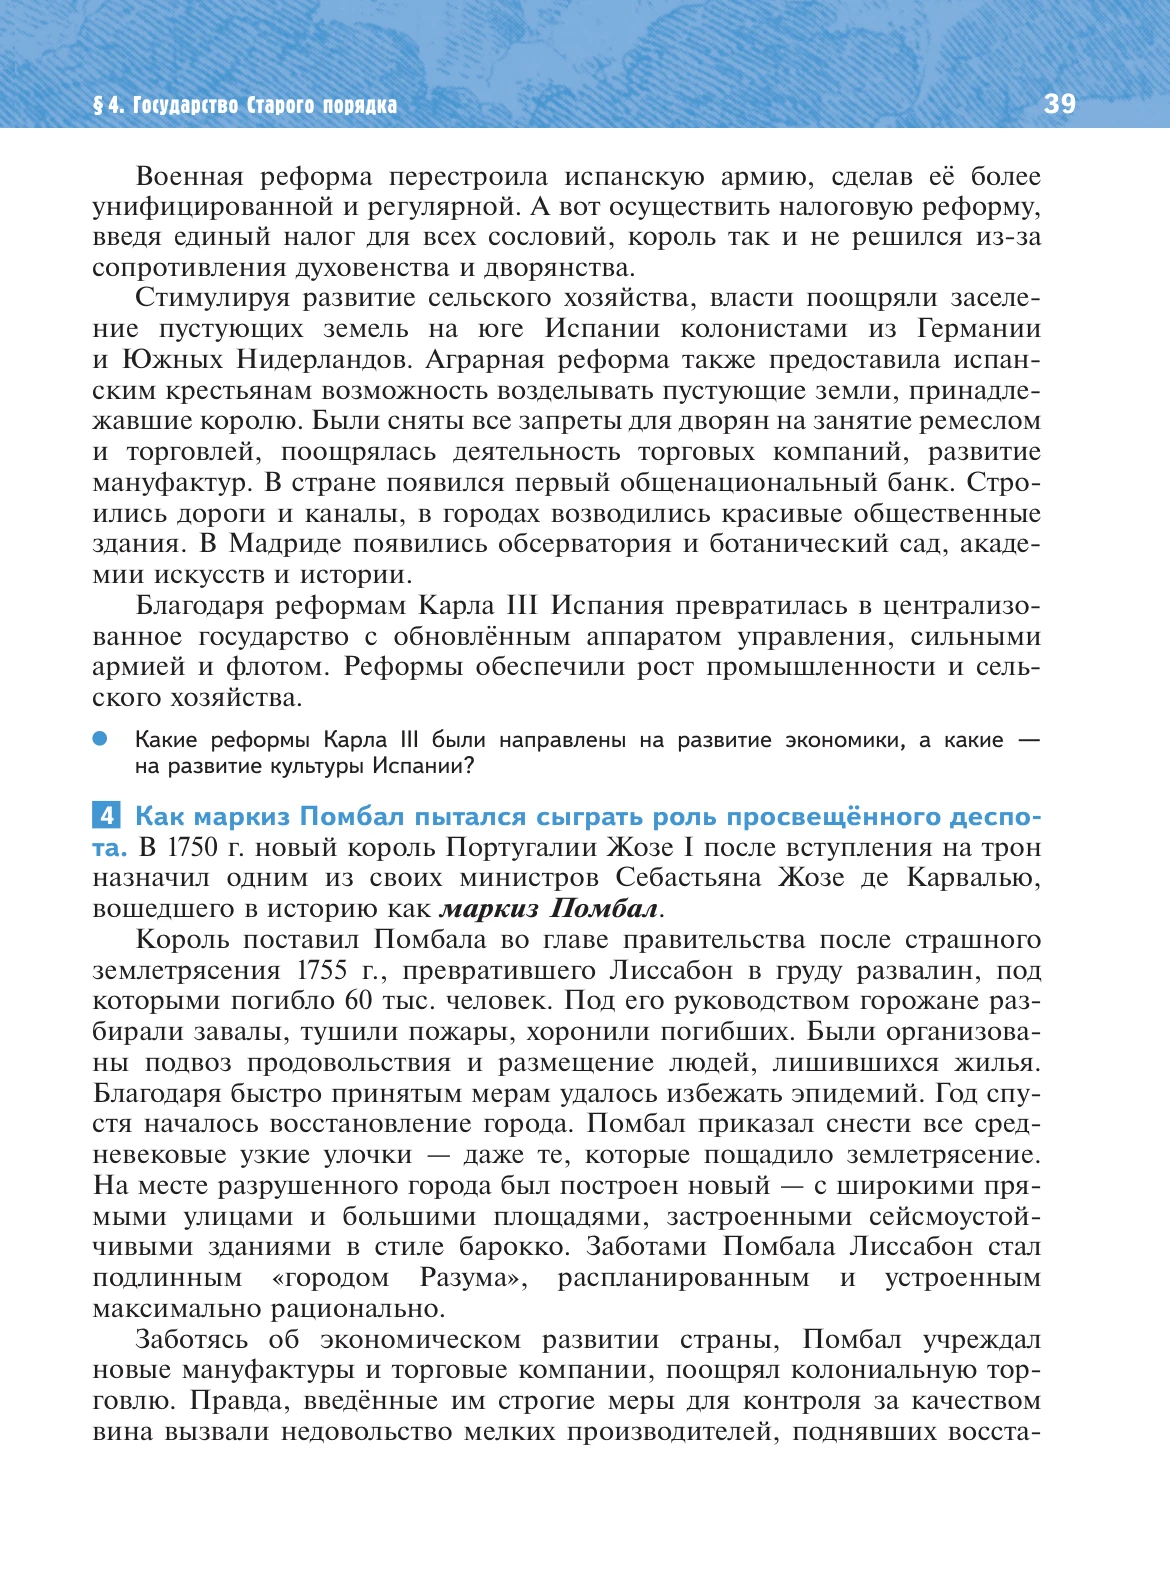 § 4. Государство Старого порядка 39
Военная реформа перестроила испанскую армию, сделав её более
унифицированной и регулярной. А вот осуществить налоговую реформу,
введя единый налог для всех сословий, король так и не решился из-за
сопротивления духовенства и дворянства.
Стимулируя развитие сельского хозяйства, власти поощряли заселе-
ние пустующих земель на юге Испании колонистами из Германии
и Южных Нидерландов. Аграрная реформа также предоставила испан-
ским крестьянам возможность возделывать пустующие земли, принадле-
жавшие королю. Были сняты все запреты для дворян на занятие ремеслом
и торговлей, поощрялась деятельность торговых компаний, развитие
мануфактур. В стране появился первый общенациональный банк. Стро-
ились дороги и каналы, в городах возводились красивые общественные
здания. В Мадриде появились обсерватория и ботанический сад, акаде-
мии искусств и истории.
Благодаря реформам Карла III Испания превратилась в централизо-
ванное государство с обновлённым аппаратом управления, сильными
армией и флотом. Реформы обеспечили рост промышленности и сель-
ского хозяйства.
Какие реформы Карла III были направлены на развитие экономики, а какие —
на развитие культуры Испании?
4 Как маркиз Помбал пытался сыграть роль просвещённого деспо-
та. В 1750 г. новый король Португалии Жозе I после вступления на трон
назначил одним из своих министров Себастьяна Жозе де Карвалью,
вошедшего в историю как маркиз Помбал.
Король поставил Помбала во главе правительства после страшного
землетрясения 1755 г., превратившего Лиссабон в груду развалин, под
которыми погибло 60 тыс. человек. Под его руководством горожане раз-
бирали завалы, тушили пожары, хоронили погибших. Были организова-
ны подвоз продовольствия и размещение людей, лишившихся жилья.
Благодаря быстро принятым мерам удалось избежать эпидемий. Год спу-
стя началось восстановление города. Помбал приказал снести все сред-
невековые узкие улочки — даже те, которые пощадило землетрясение.
На месте разрушенного города был построен новый — с широкими пря-
мыми улицами и большими площадями, застроенными сейсмоустой-
чивыми зданиями в стиле барокко. Заботами Помбала Лиссабон стал
подлинным «городом Разума», распланированным и устроенным
максимально рационально.
Заботясь об экономическом развитии страны, Помбал учреждал
новые мануфактуры и торговые компании, поощрял колониальную тор-
говлю. Правда, введённые им строгие меры для контроля за качеством
вина вызвали недовольство мелких производителей, поднявших восста-